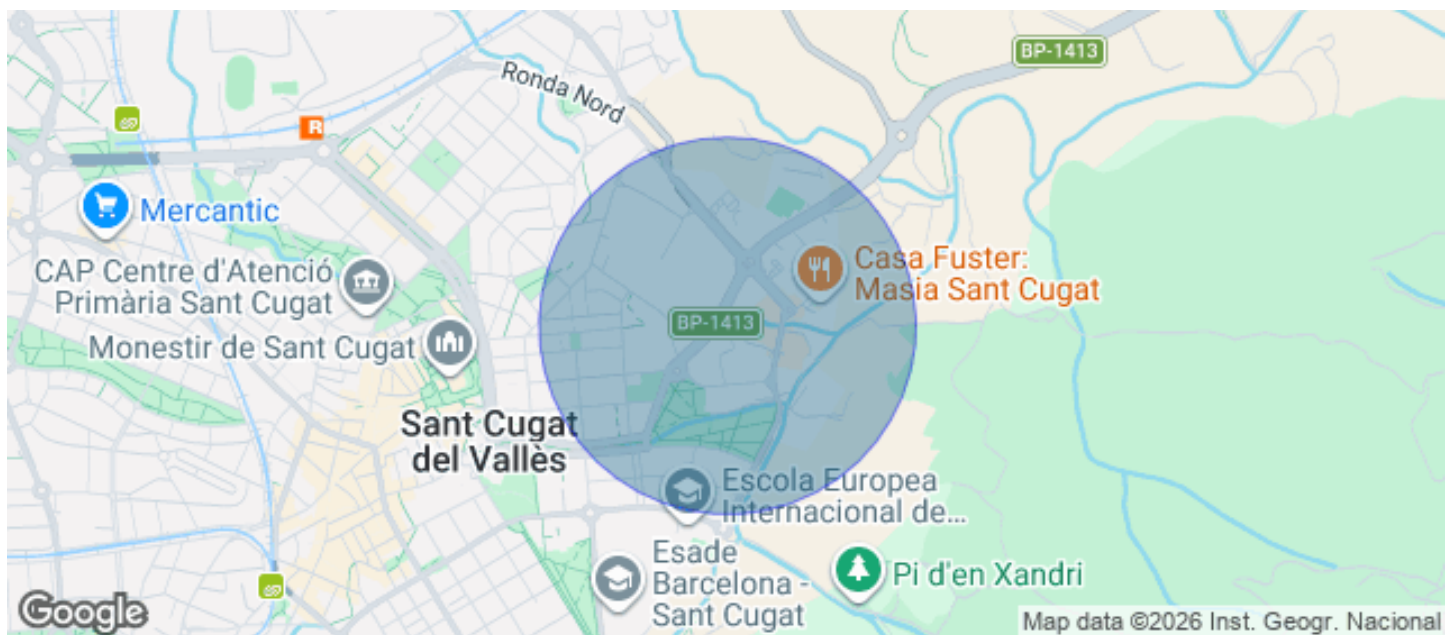 BP-1413
Ronda Nord
R
Mercantic
CAP Centre d'Atenció
Primària Sant Cugat
Casa Fuster:
Masia Sant Cugat
BP-1413
Monestir de Sant Cugat
Sant Cugat
del Vallès
Escola Europea
Internacional de...
Esade
Barcelona -
Sant Cugat
Pi d'en Xandri
Google
Map data ©2026 Inst. Geogr. Nacional